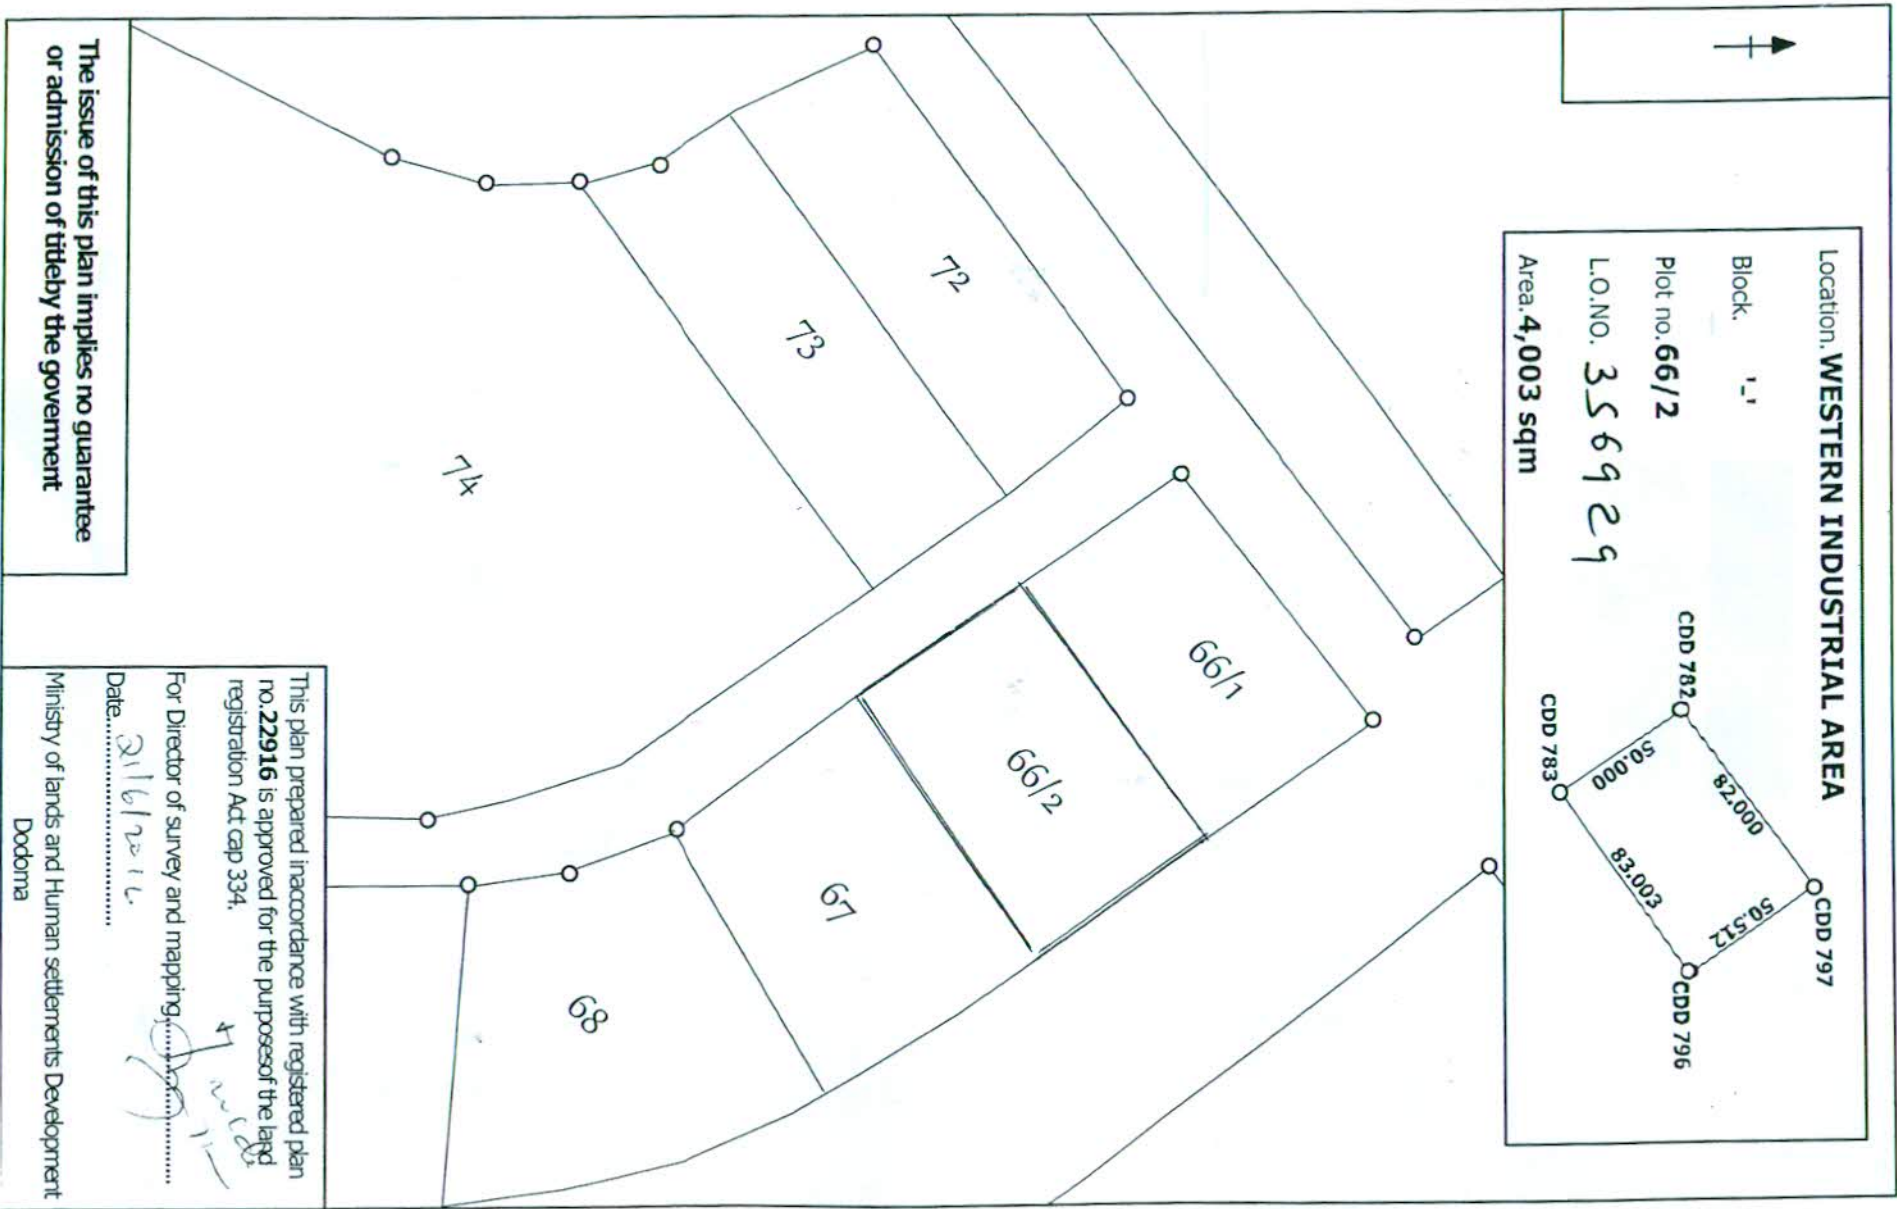 Location. WESTERN INDUSTRIAL AREA
Block. '-'
Plot no. 66/2
L.O.NO. 356929
Area. 4,003 sqm
CDD 797
CDD 782
82.000
50.512
50.000
CDD 796
83.003
CDD 783
66/1
72
66/2
73
67
74
68
The issue of this plan implies no guarantee
or admission of titleby the goverment
This plan prepared inaccordance with registered plan
no.22916 is approved for the purposesof the land
registration Act cap 334.
For Director of survey and mapping
Date 21/6/2016
Ministry of lands and Human settlements Development
Dodoma